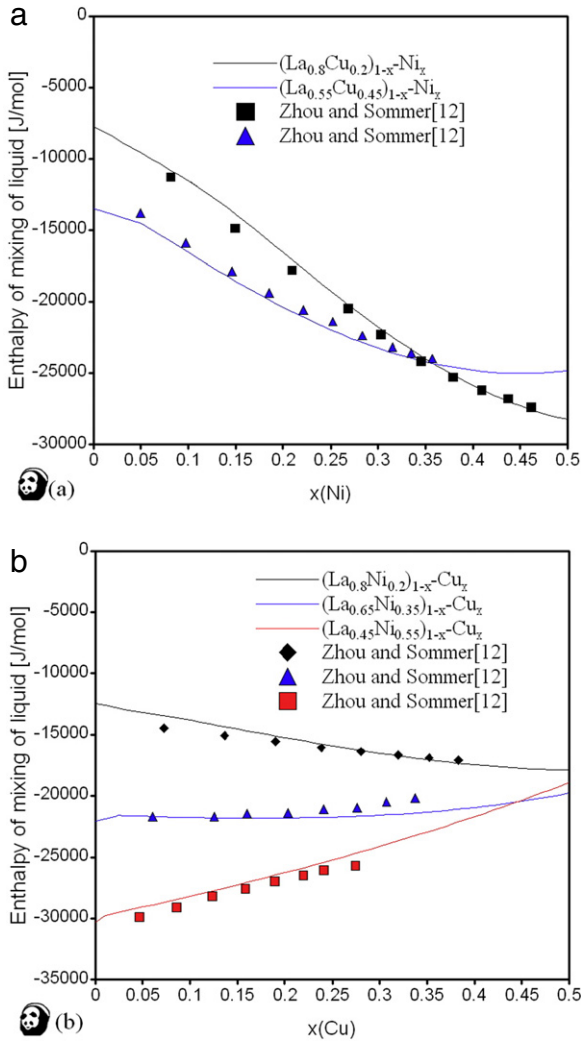 a
0
-5000
-10000
-15000
-20000
-25000
-30000
Enthalpy of mixing of liquid [J/mol]
(La0.8Cu0.2)1-x-Nix
(La0.55Cu0.45)1-x-Nix
Zhou and Sommer[12]
Zhou and Sommer[12]
0 0.05 0.1 0.15 0.2 0.25 0.3 0.35 0.4 0.45 0.5
x(Ni)
(a)
b
0
-5000
-10000
-15000
-20000
-25000
-30000
-35000
Enthalpy of mixing of liquid [J/mol]
(La0.8Ni0.2)1-x-Cux
(La0.65Ni0.35)1-x-Cux
(La0.45Ni0.55)1-x-Cux
Zhou and Sommer[12]
Zhou and Sommer[12]
Zhou and Sommer[12]
0 0.05 0.1 0.15 0.2 0.25 0.3 0.35 0.4 0.45 0.5
x(Cu)
(b)